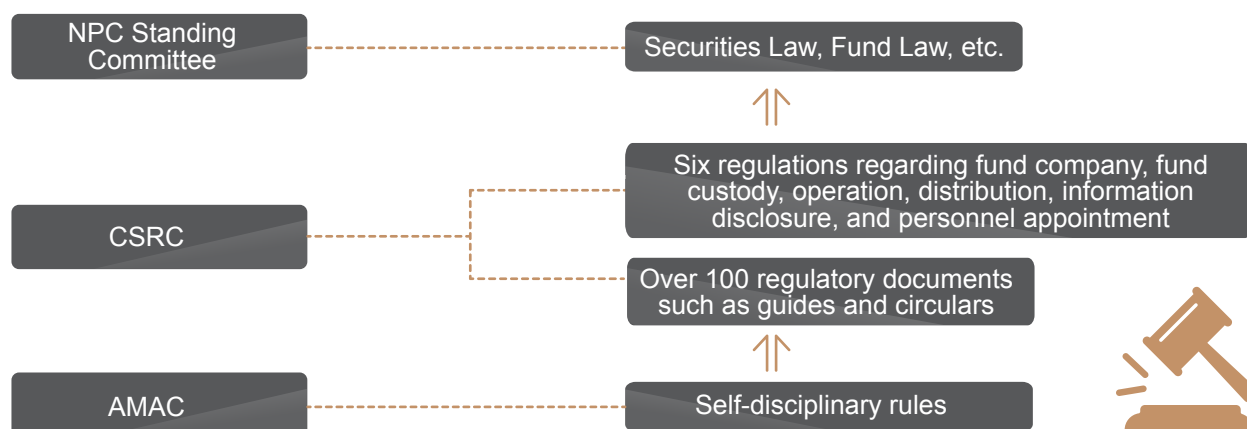 NPC Standing
Committee
Securities Law, Fund Law, etc.
Six regulations regarding fund company, fund
custody, operation, distribution, information
disclosure, and personnel appointment
CSRC
Over 100 regulatory documents
such as guides and circulars
AMAC
Self-disciplinary rules